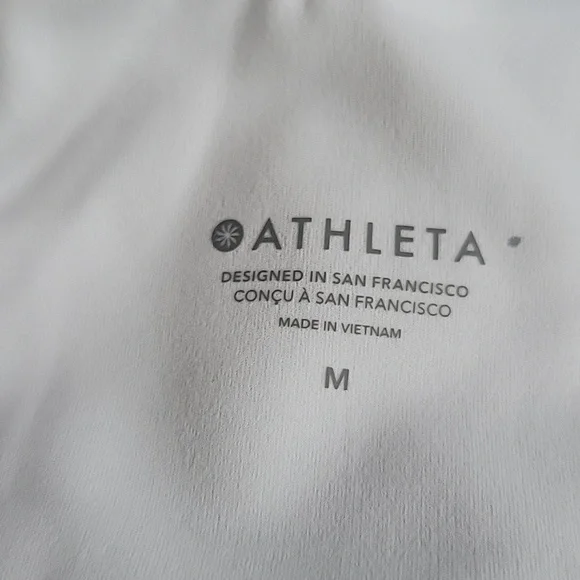 ATHLETA
DESIGNED IN SAN FRANCISCO
CONÇU À SAN FRANCISCO
MADE IN VIETNAM
M